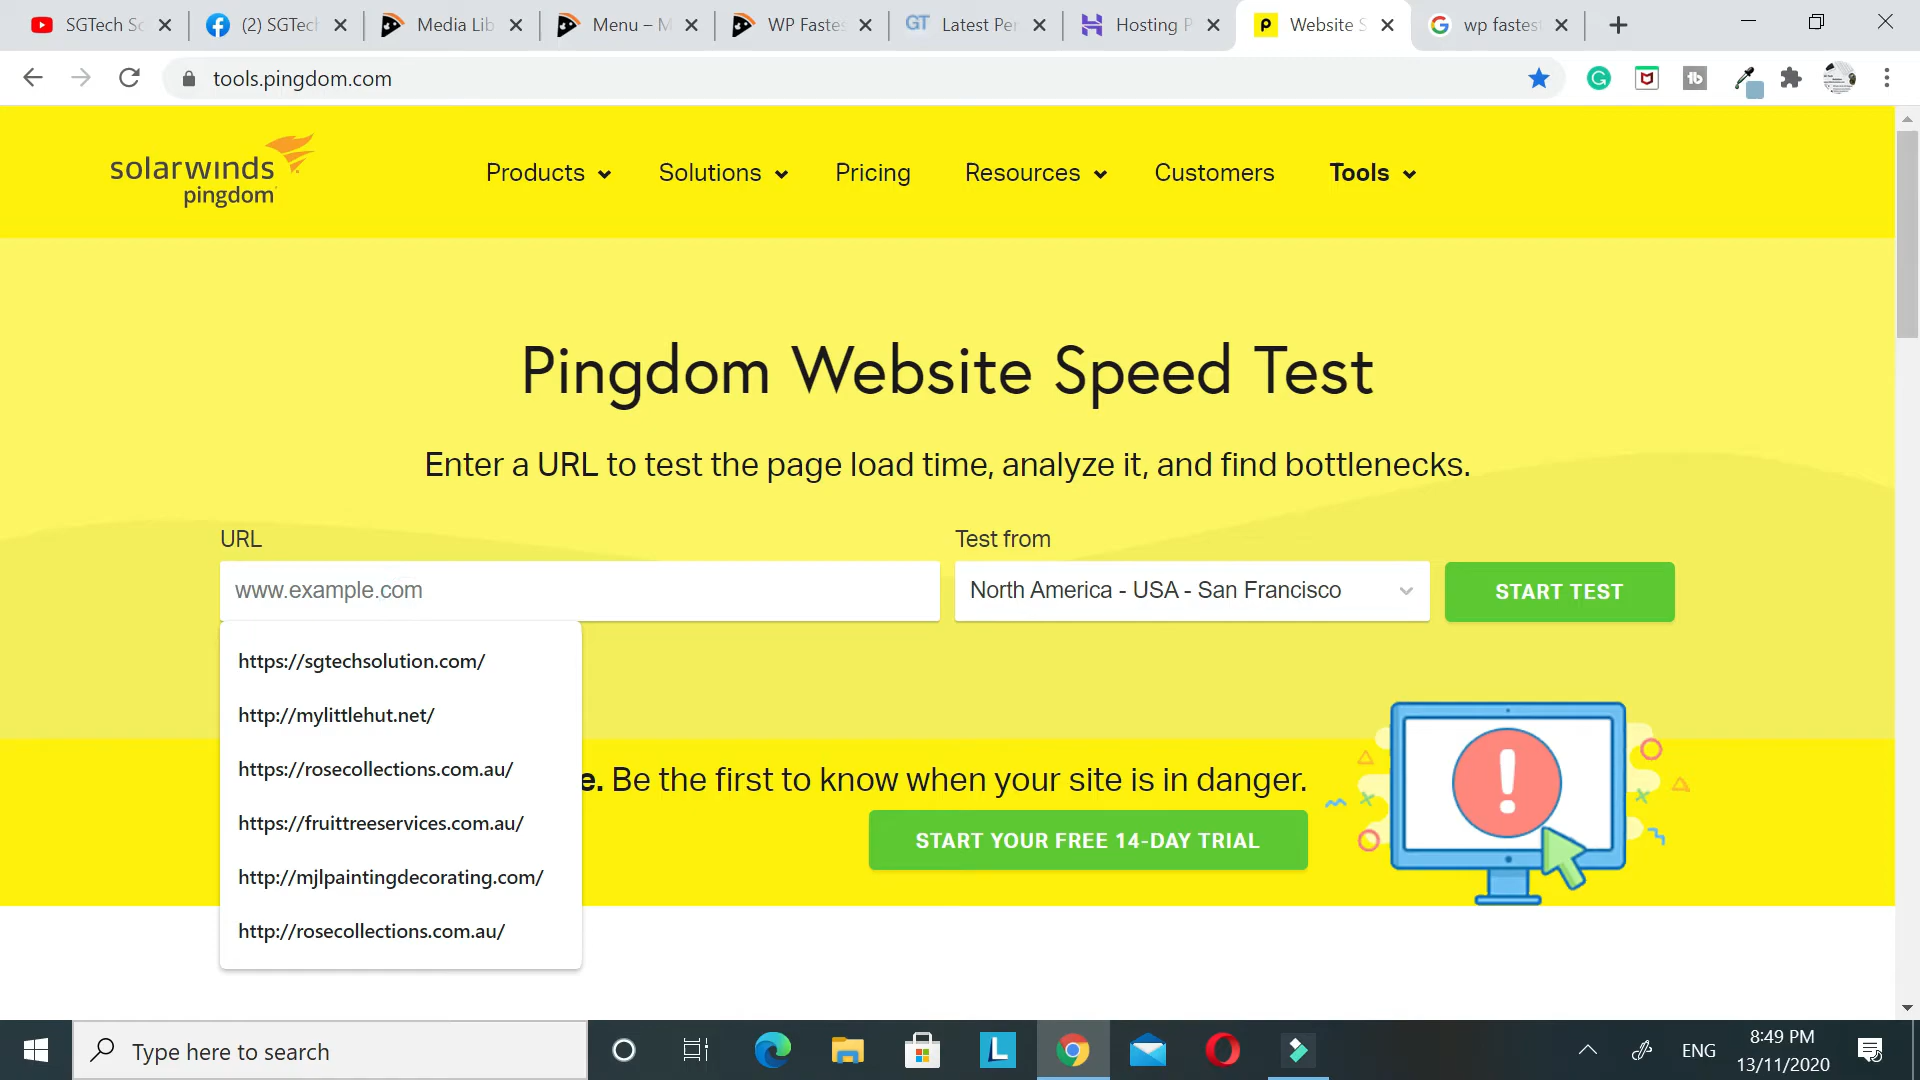 SGTech So
(2) SGTech
Media Lib
Menu – M
WP Fastes
GT Latest Per
Hosting P
Website S
wp fastest
tools.pingdom.com
solarwinds
pingdom
Products
Solutions
Pricing
Resources
Customers
Tools
Pingdom Website Speed Test
Enter a URL to test the page load time, analyze it, and find bottlenecks.
URL
Test from
www.example.com
North America - USA - San Francisco
START TEST
https://sgtechsolution.com/
http://mylittlehut.net/
https://rosecollections.com.au/
https://fruittreeservices.com.au/
http://mjlpaintingdecorating.com/
http://rosecollections.com.au/
e. Be the first to know when your site is in danger.
START YOUR FREE 14-DAY TRIAL
Type here to search
ENG
8:49 PM
13/11/2020